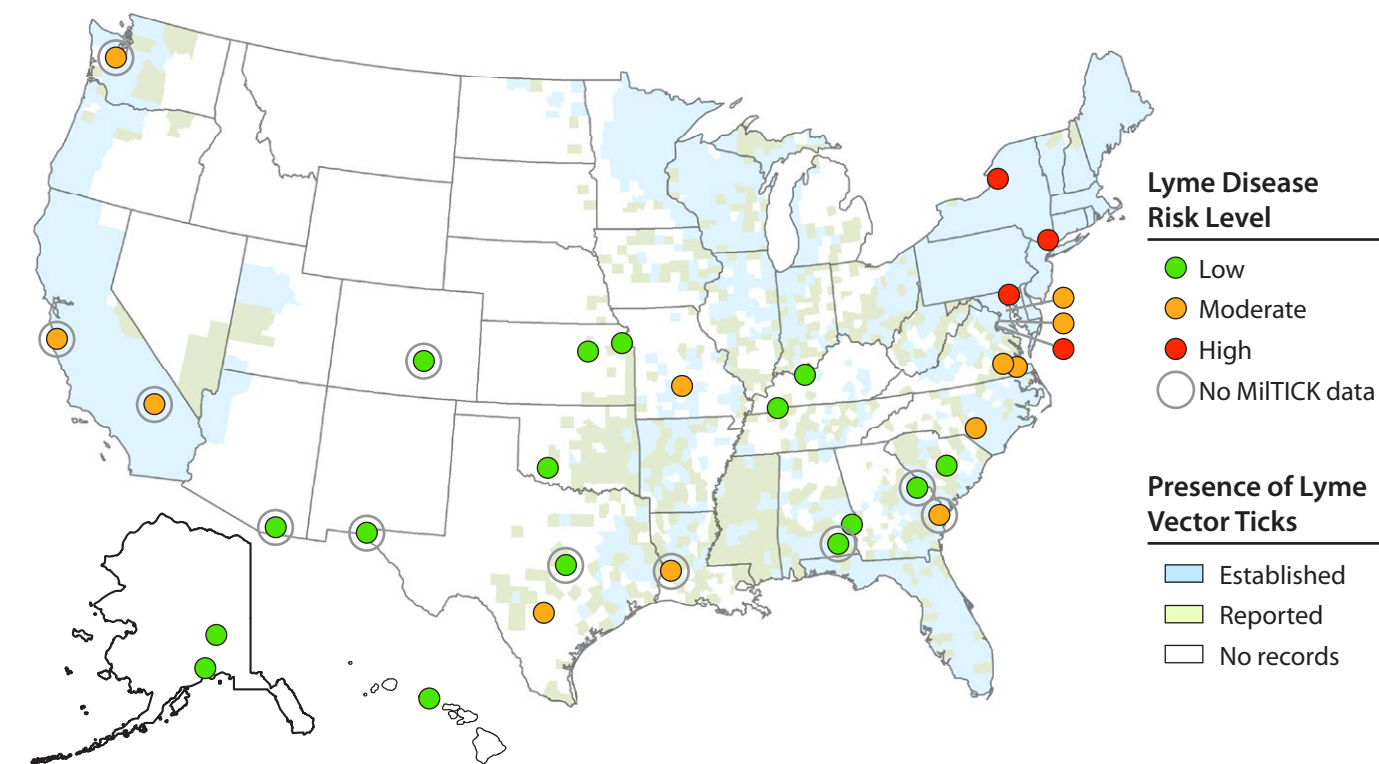 Lyme Disease
Risk Level
Low
Moderate
High
No MilTICK data
Presence of Lyme
Vector Ticks
Established
Reported
No records